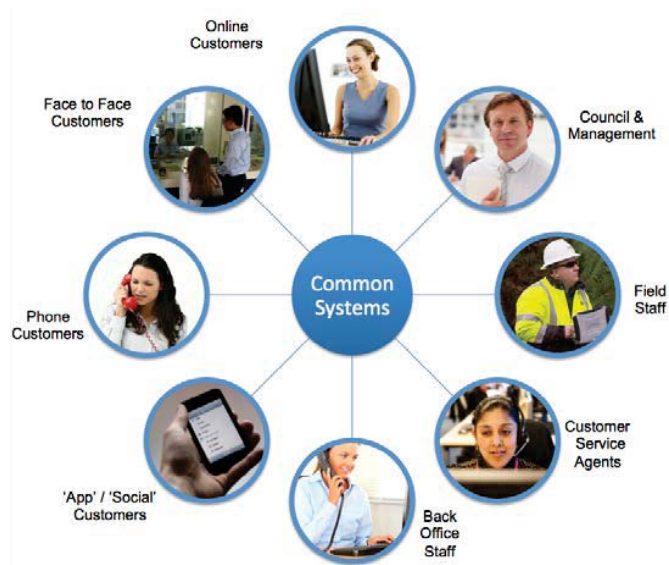 Online
Customers
Face to Face
Customers
Council &
Management
Common
Systems
Phone
Customers
Field
Staff
'App' / 'Social'
Customers
Customer
Service
Agents
Back
Office
Staff